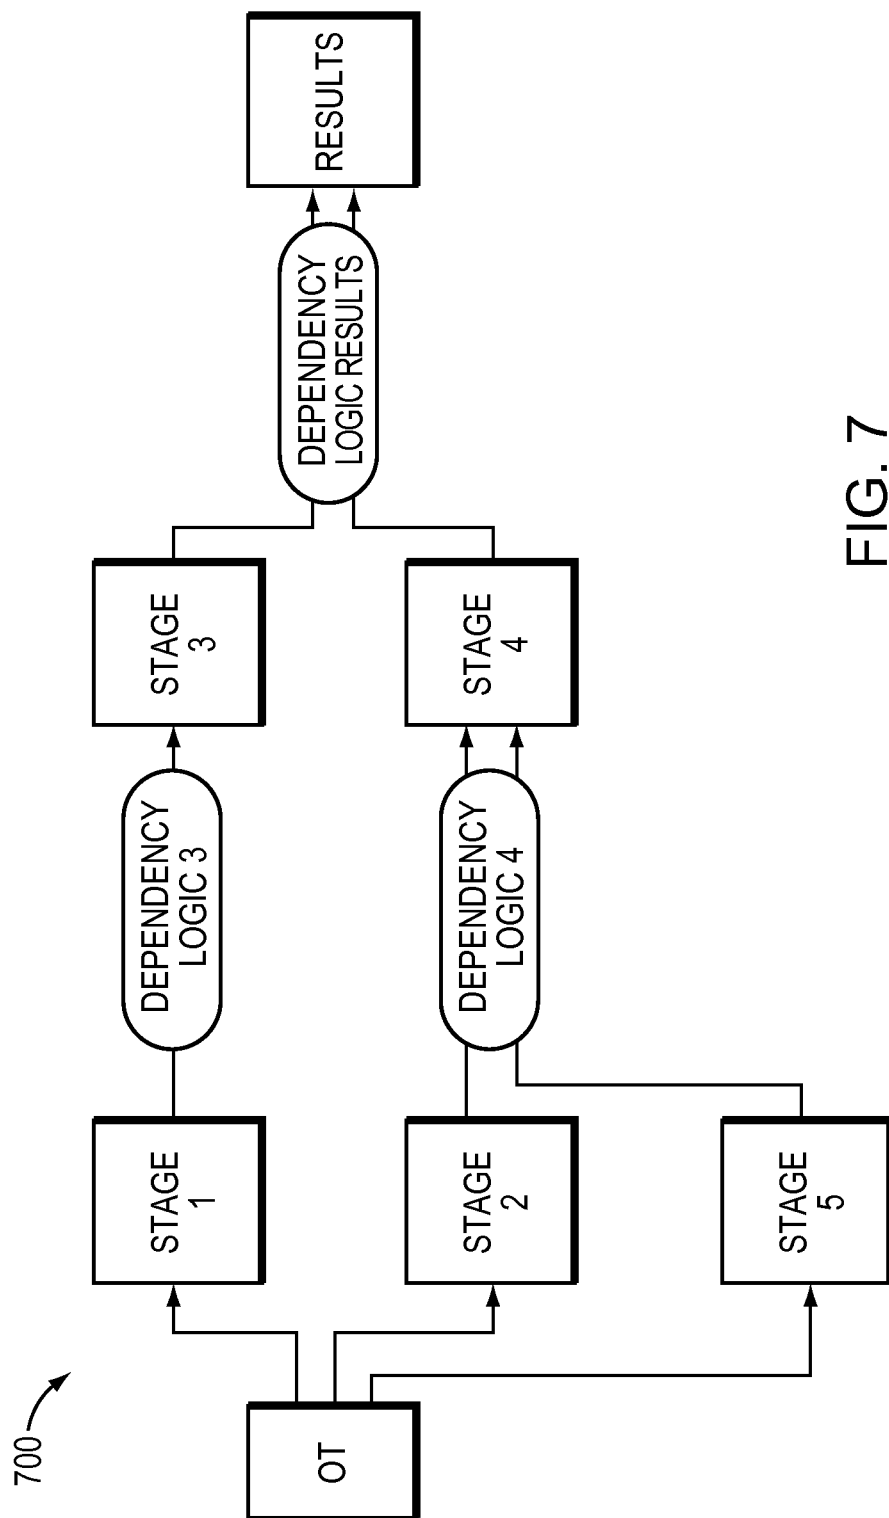 700
OT
STAGE
1
STAGE
2
STAGE
5
DEPENDENCY
LOGIC 3
DEPENDENCY
LOGIC 4
STAGE
3
STAGE
4
DEPENDENCY
LOGIC RESULTS
RESULTS
FIG. 7